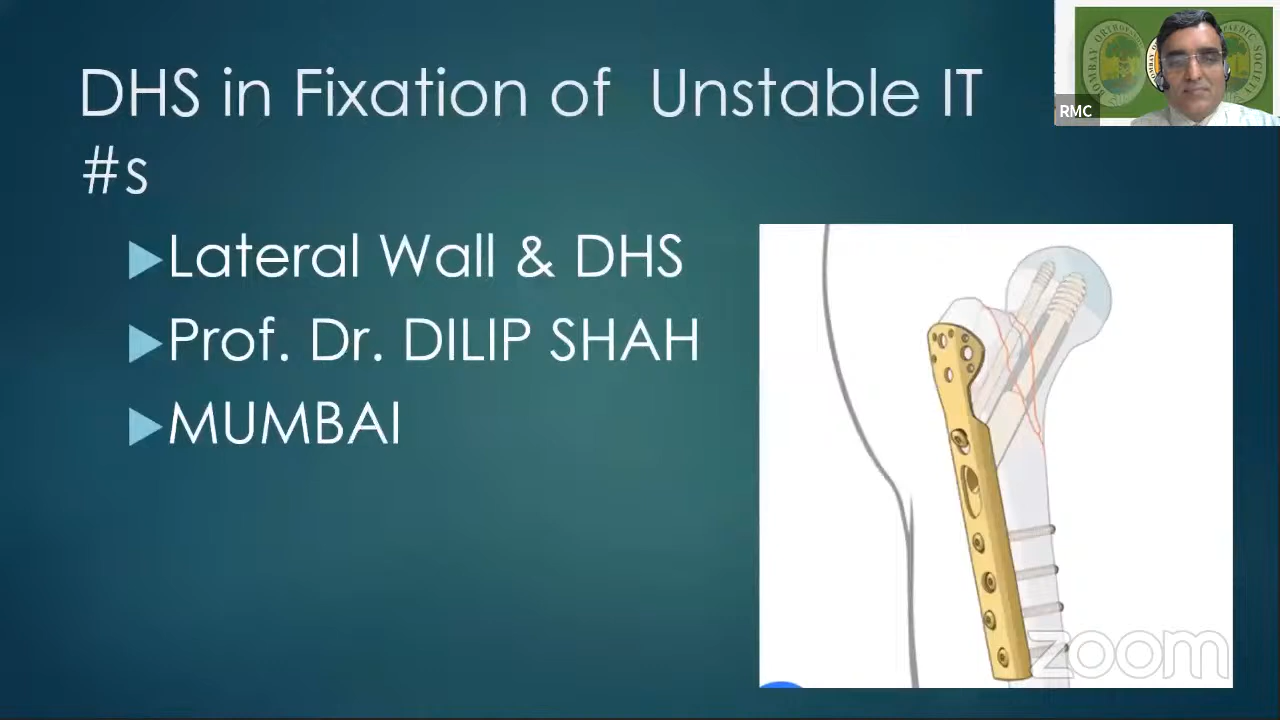 DHS in Fixation of Unstable IT
#s
Lateral Wall & DHS
Prof. Dr. DILIP SHAH
MUMBAI
RMC
zoom